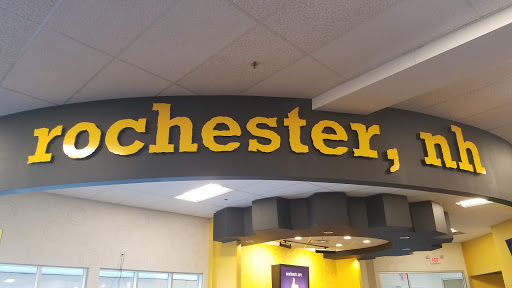 rochester, nh